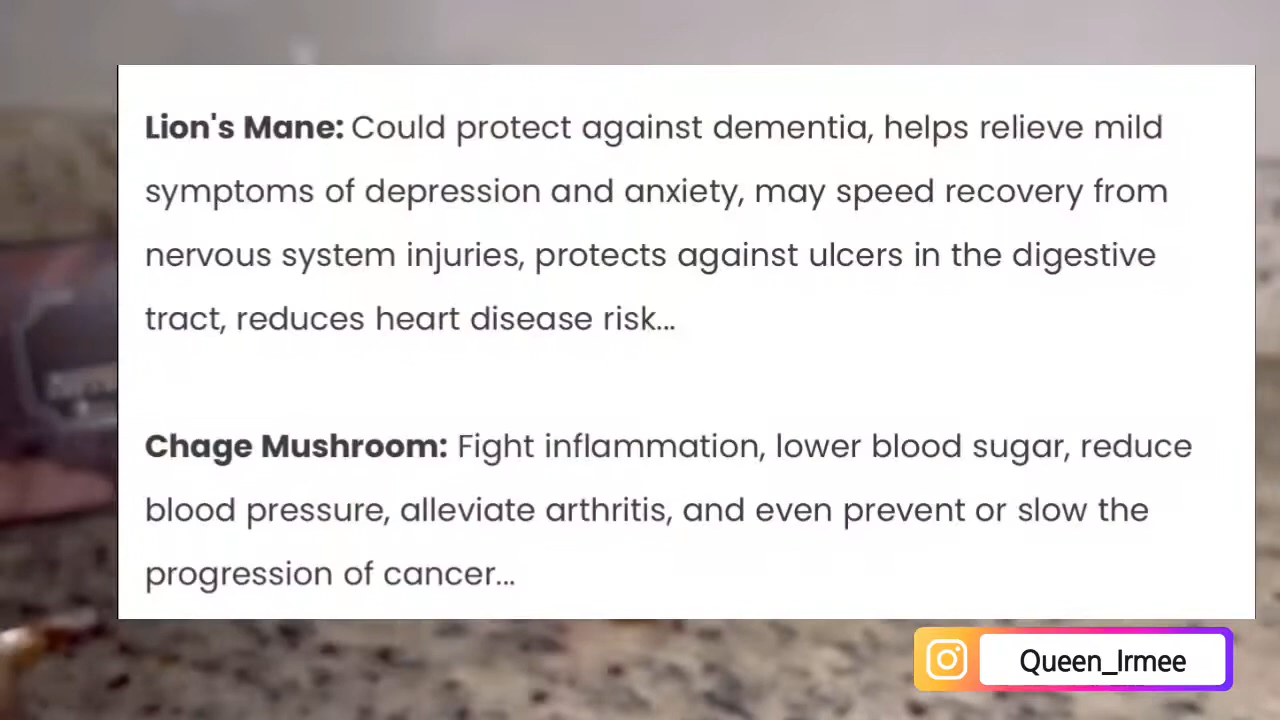 Lion's Mane: Could protect against dementia, helps relieve mild
symptoms of depression and anxiety, may speed recovery from
nervous system injuries, protects against ulcers in the digestive
tract, reduces heart disease risk...
Chage Mushroom: Fight inflammation, lower blood sugar, reduce
blood pressure, alleviate arthritis, and even prevent or slow the
progression of cancer...
Queen_Irmee